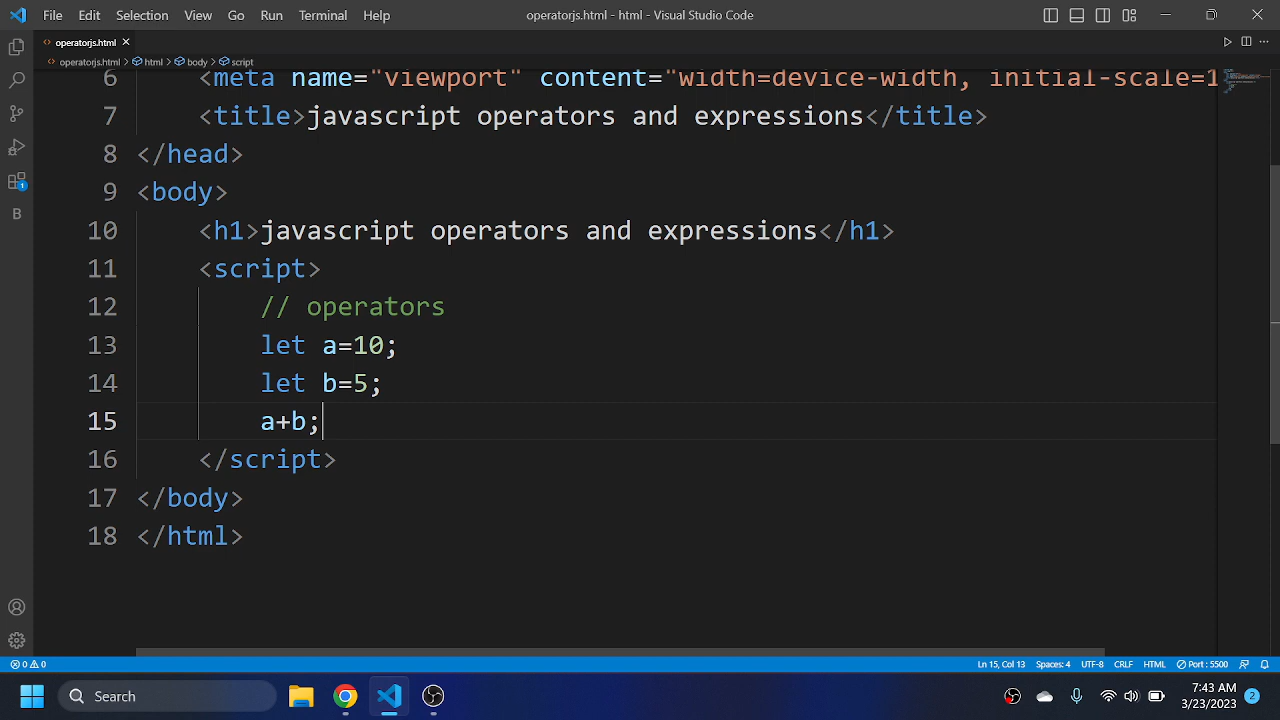 File Edit Selection View Go Run Terminal Help operatorjs.html - html - Visual Studio Code
<> operatorjs.html
<> operatorjs.html > html > body > script
6 <meta name="viewport" content="width=device-width, initial-scale=1
7 <title>javascript operators and expressions</title>
8 </head>
9 <body>
10 <h1>javascript operators and expressions</h1>
11 <script>
12 // operators
13 let a=10;
14 let b=5;
15 a+b;
16 </script>
17 </body>
18 </html>
1
B
0 0 Ln 15, Col 13 Spaces: 4 UTF-8 CRLF HTML Port : 5500
Search 7:43 AM
3/23/2023 2